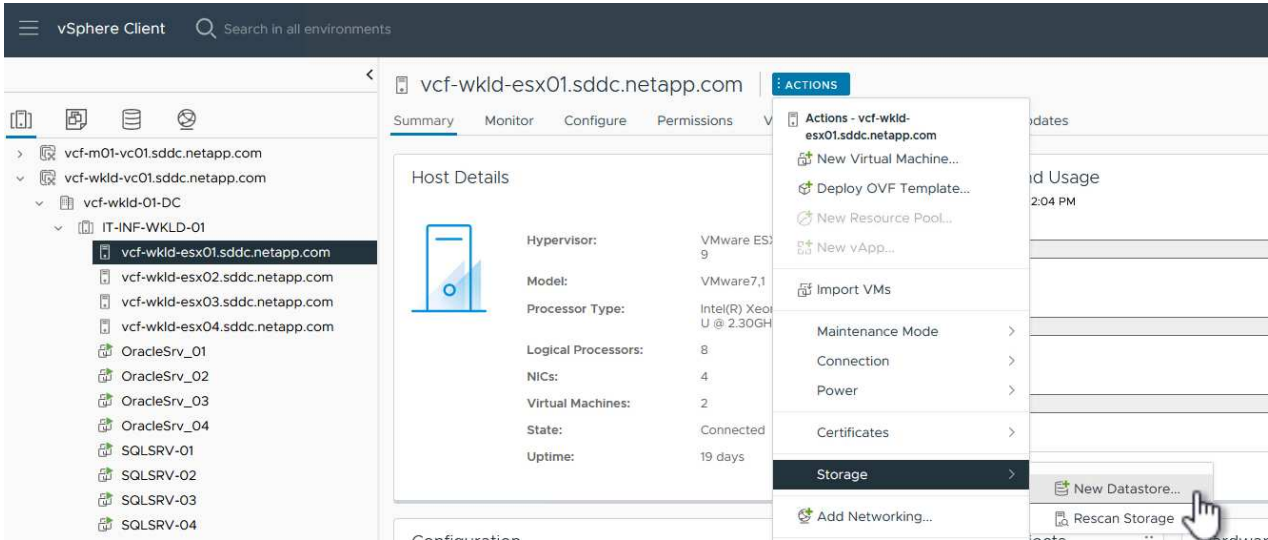 vSphere Client
Search in all environments
vcf-m01-vc01.sddc.netapp.com
vcf-wkld-vc01.sddc.netapp.com
vcf-wkld-01-DC
IT-INF-WKLD-01
vcf-wkld-esx01.sddc.netapp.com
vcf-wkld-esx02.sddc.netapp.com
vcf-wkld-esx03.sddc.netapp.com
vcf-wkld-esx04.sddc.netapp.com
OracleSrv_01
OracleSrv_02
OracleSrv_03
OracleSrv_04
SQLSRV-01
SQLSRV-02
SQLSRV-03
SQLSRV-04
vcf-wkld-esx01.sddc.netapp.com
ACTIONS
Summary Monitor Configure Permissions V
Host Details
Hypervisor: VMware ESX
9
Model: VMware7,1
Processor Type: Intel(R) Xeo
U @ 2.30GH
Logical Processors: 8
NICs: 4
Virtual Machines: 2
State: Connected
Uptime: 19 days
Actions - vcf-wkld-
esx01.sddc.netapp.com
New Virtual Machine...
Deploy OVF Template...
New Resource Pool...
New vApp...
Import VMs
Maintenance Mode
Connection
Power
Certificates
Storage
Add Networking...
New Datastore...
Rescan Storage
dates
d Usage
2:04 PM